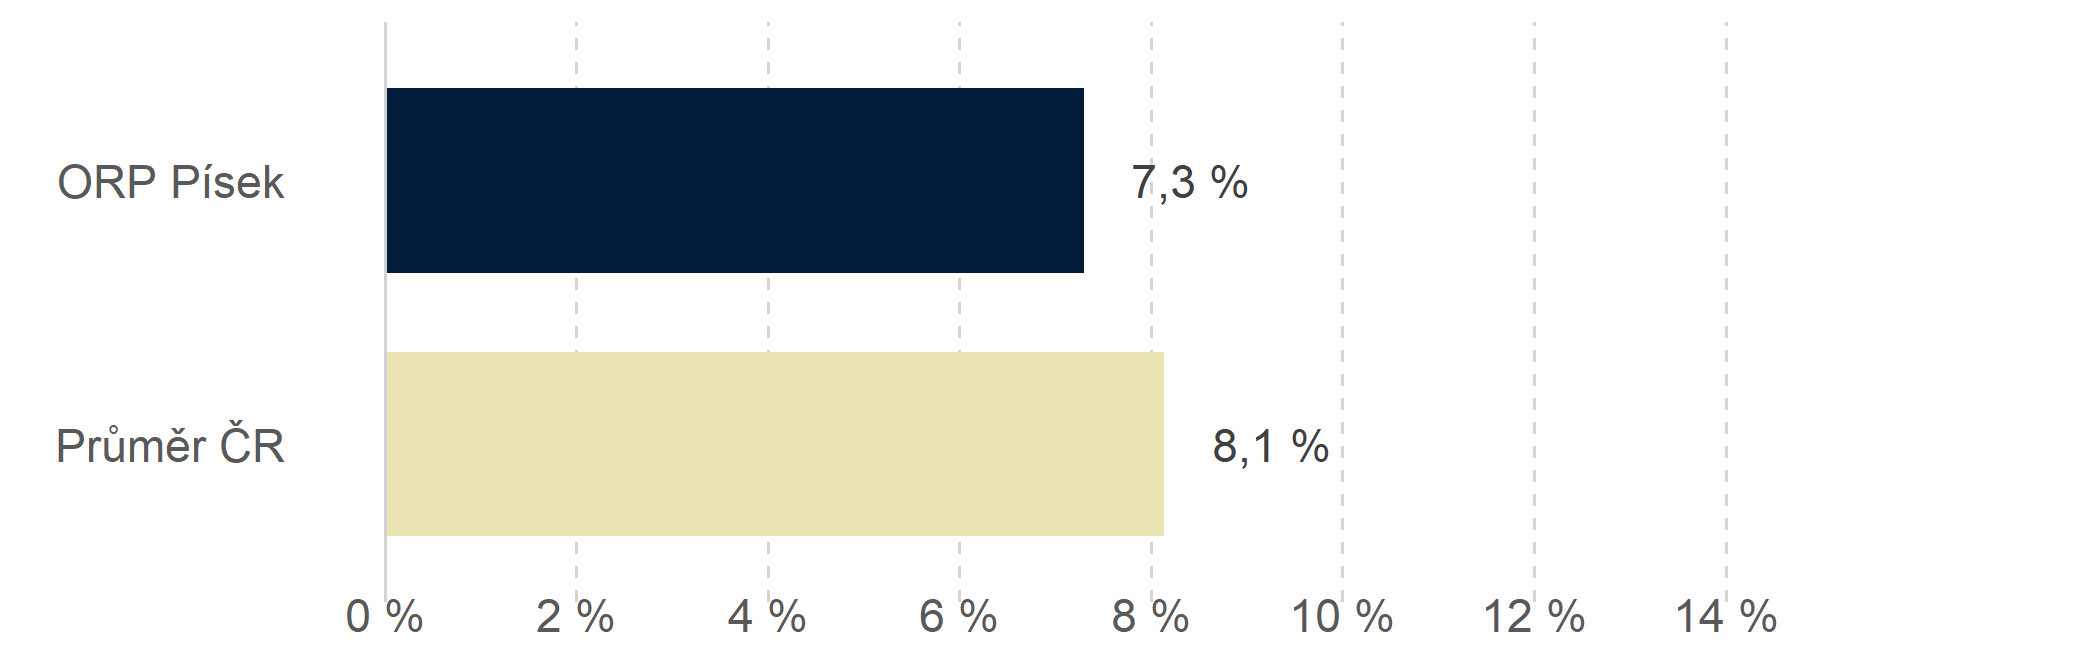 ORP Písek
7,3 %
Průměr ČR
8,1 %
0 % 2 % 4 % 6 % 8 % 10 % 12 % 14 %